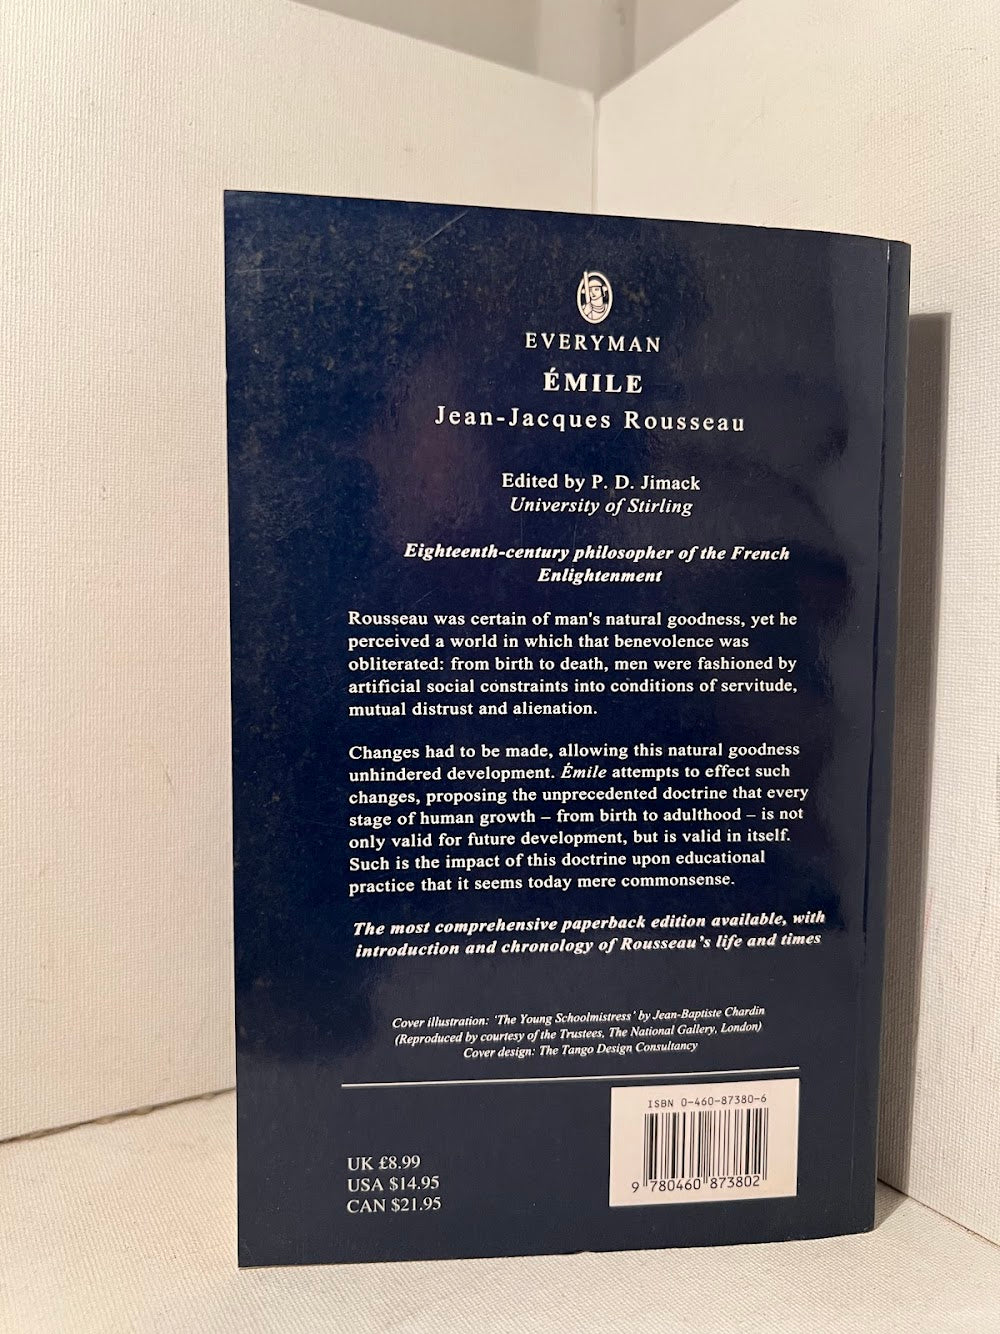 EVERYMAN
ÉMILE
Jean-Jacques Rousseau
Edited by P. D. Jimack
University of Stirling
Eighteenth-century philosopher of the French
Enlightenment
Rousseau was certain of man's natural goodness, yet he
perceived a world in which that benevolence was
obliterated: from birth to death, men were fashioned by
artificial social constraints into conditions of servitude,
mutual distrust and alienation.
Changes had to be made, allowing this natural goodness
unhindered development. Émile attempts to effect such
changes, proposing the unprecedented doctrine that every
stage of human growth – from birth to adulthood – is not
only valid for future development, but is valid in itself.
Such is the impact of this doctrine upon educational
practice that it seems today mere commonsense.
The most comprehensive paperback edition available, with
introduction and chronology of Rousseau's life and times
Cover illustration: 'The Young Schoolmistress' by Jean-Baptiste Chardin
(Reproduced by courtesy of the Trustees, The National Gallery, London)
Cover design: The Tango Design Consultancy
ISBN 0-460-87380-6
9 780460 873802
UK £8.99
USA $14.95
CAN $21.95